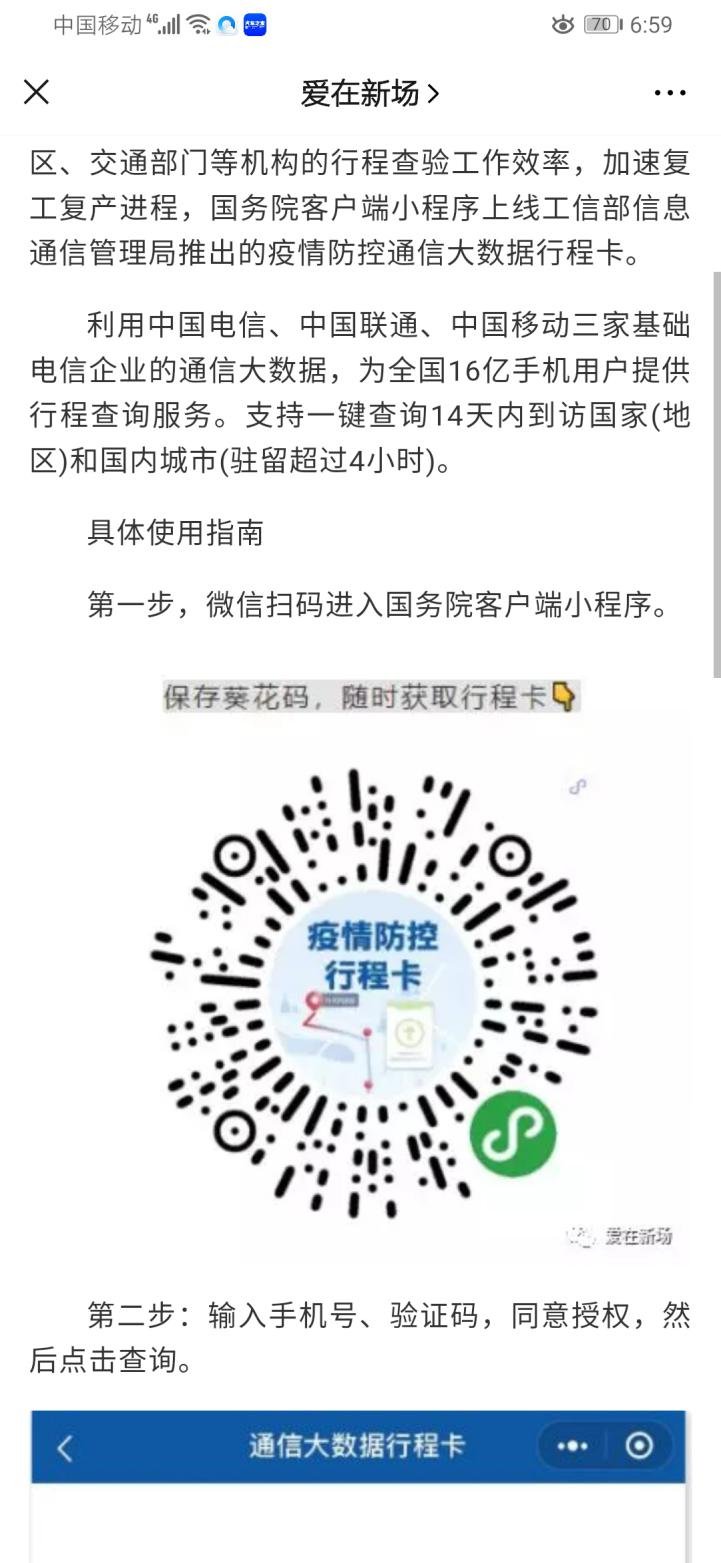 中国移动 4G 70 6:59
爱在新场
区、交通部门等机构的行程查验工作效率，加速复
工复产进程，国务院客户端小程序上线工信部信息
通信管理局推出的疫情防控通信大数据行程卡。
利用中国电信、中国联通、中国移动三家基础
电信企业的通信大数据，为全国16亿手机用户提供
行程查询服务。支持一键查询14天内到访国家(地
区)和国内城市(驻留超过4小时)。
具体使用指南
第一步，微信扫码进入国务院客户端小程序。
保存葵花码，随时获取行程卡👇
疫情防控
行程卡
爱在新场
第二步：输入手机号、验证码，同意授权，然
后点击查询。
通信大数据行程卡